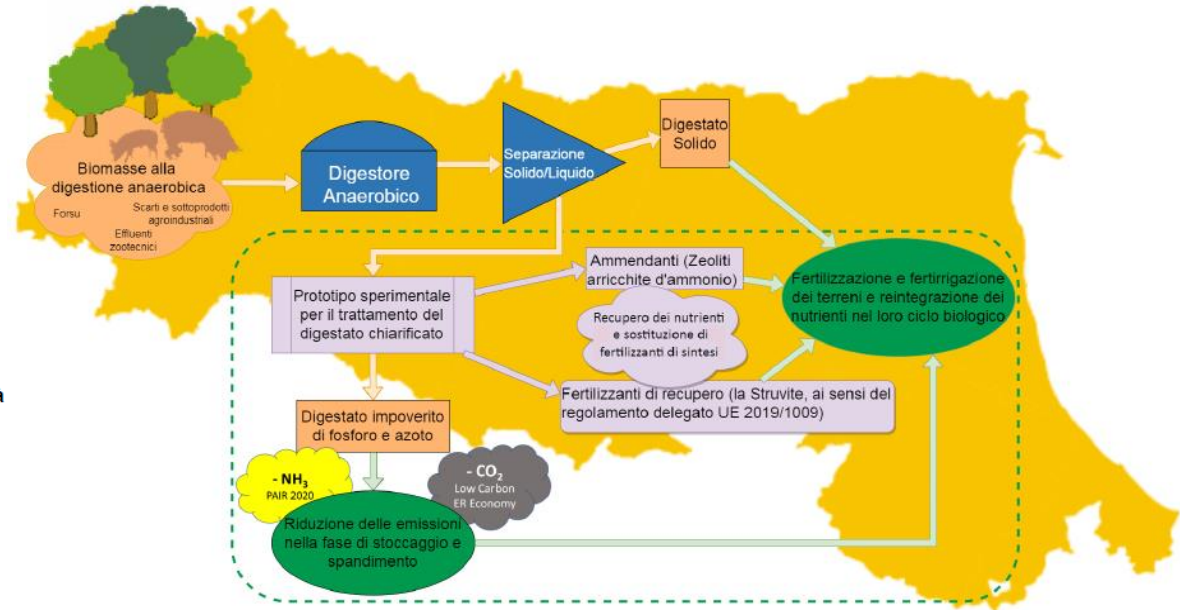 Biomasse alla
digestione anaerobica
Forsu
Scarti e sottoprodotti
agroindustriali
Effluenti
zootecnici
Digestore
Anaerobico
Separazione
Solido/Liquido
Digestato
Solido
Prototipo sperimentale
per il trattamento del
digestato chiarificato
Ammendanti (Zeoliti
arricchite d'ammonio)
Recupero dei nutrienti
e sostituzione di
fertilizzanti di sintesi
Fertilizzanti di recupero (la Struvite, ai sensi del
regolamento delegato UE 2019/1009)
Fertilizzazione e fertirrigazione
dei terreni e reintegrazione dei
nutrienti nel loro ciclo biologico
a
Digestato impoverito
di fosforo e azoto
- NH₃
PAIR 2020
- CO₂
Low Carbon
ER Economy
Riduzione delle emissioni
nella fase di stoccaggio e
spandimento